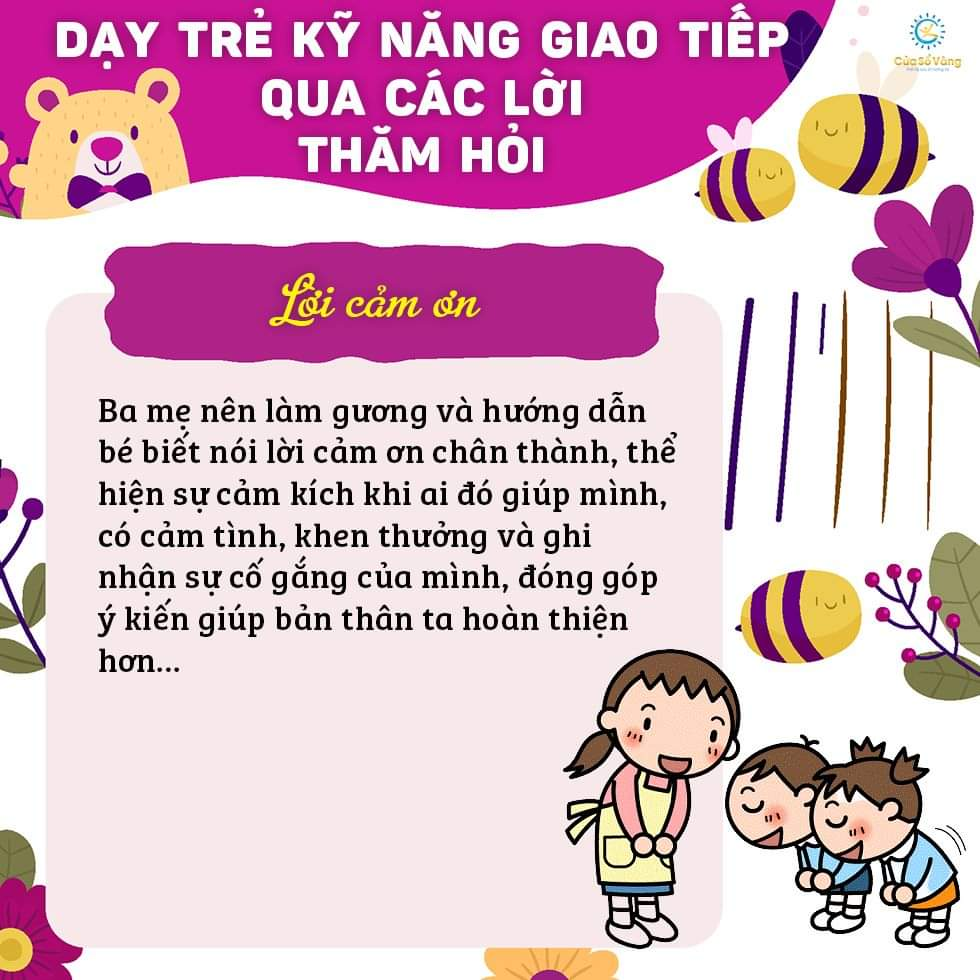 DẠY TRẺ KỸ NĂNG GIAO TIẾP
QUA CÁC LỜI
THĂM HỎI
Cửa Sổ Vàng
Lời cảm ơn
Ba mẹ nên làm gương và hướng dẫn
bé biết nói lời cảm ơn chân thành, thể
hiện sự cảm kích khi ai đó giúp mình,
có cảm tình, khen thưởng và ghi
nhận sự cố gắng của mình, đóng góp
ý kiến giúp bản thân ta hoàn thiện
hơn...